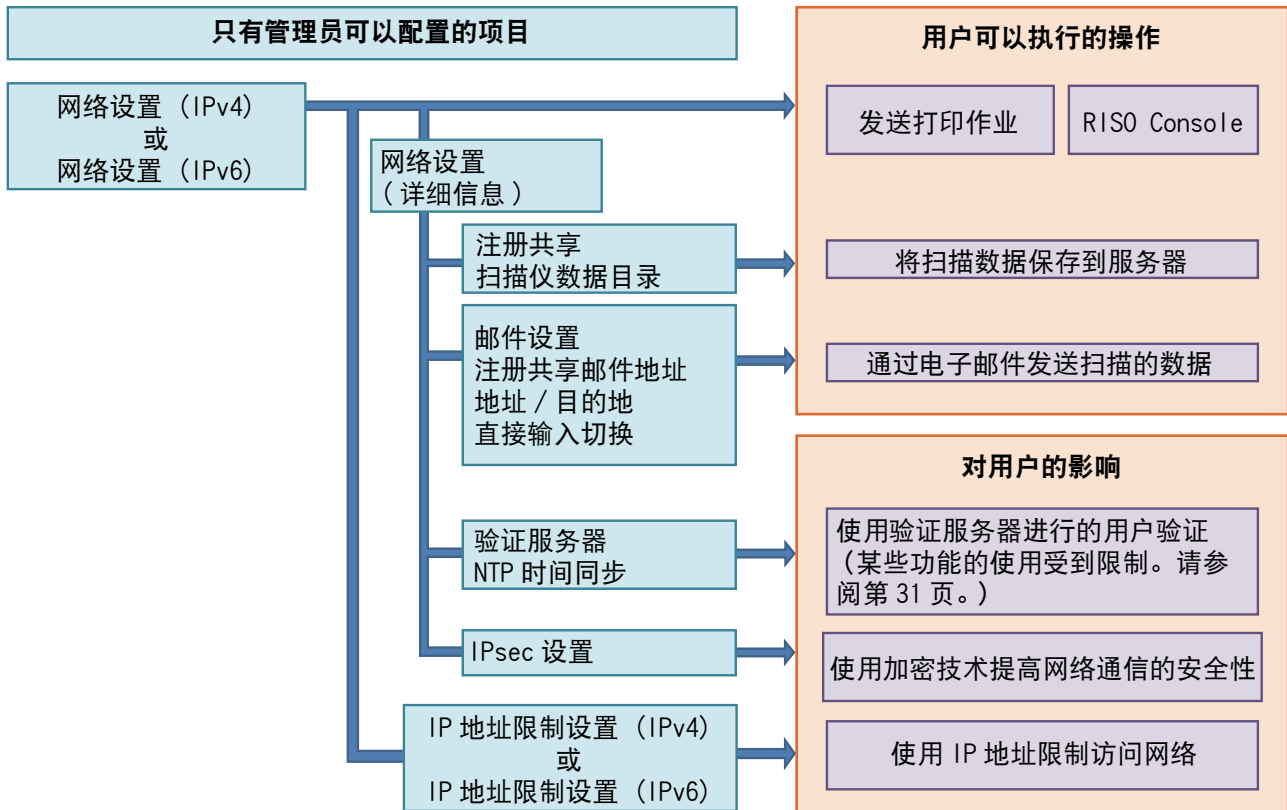 只有管理员可以配置的项目
网络设置（IPv4）
或
网络设置（IPv6）
网络设置
（详细信息）
注册共享
扫描仪数据目录
邮件设置
注册共享邮件地址
地址 / 目的地
直接输入切换
验证服务器
NTP 时间同步
IPsec 设置
IP 地址限制设置（IPv4）
或
IP 地址限制设置（IPv6）
用户可以执行的操作
发送打印作业
RISO Console
将扫描数据保存到服务器
通过电子邮件发送扫描的数据
对用户的影响
使用验证服务器进行的用户验证
（某些功能的使用受到限制。请参
阅第 31 页。）
使用加密技术提高网络通信的安全性
使用 IP 地址限制访问网络